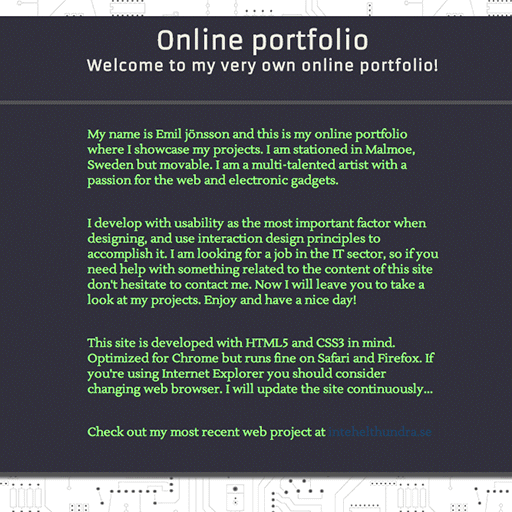 Online portfolio
Welcome to my very own online portfolio!
My name is Emil jönsson and this is my online portfolio
where I showcase my projects. I am stationed in Malmoe,
Sweden but movable. I am a multi-talented artist with a
passion for the web and electronic gadgets.
I develop with usability as the most important factor when
designing, and use interaction design principles to
accomplish it. I am looking for a job in the IT sector, so if you
need help with something related to the content of this site
don't hesitate to contact me. Now I will leave you to take a
look at my projects. Enjoy and have a nice day!
This site is developed with HTML5 and CSS3 in mind.
Optimized for Chrome but runs fine on Safari and Firefox. If
you're using Internet Explorer you should consider
changing web browser. I will update the site continuously...
Check out my most recent web project at intehelthundra.se